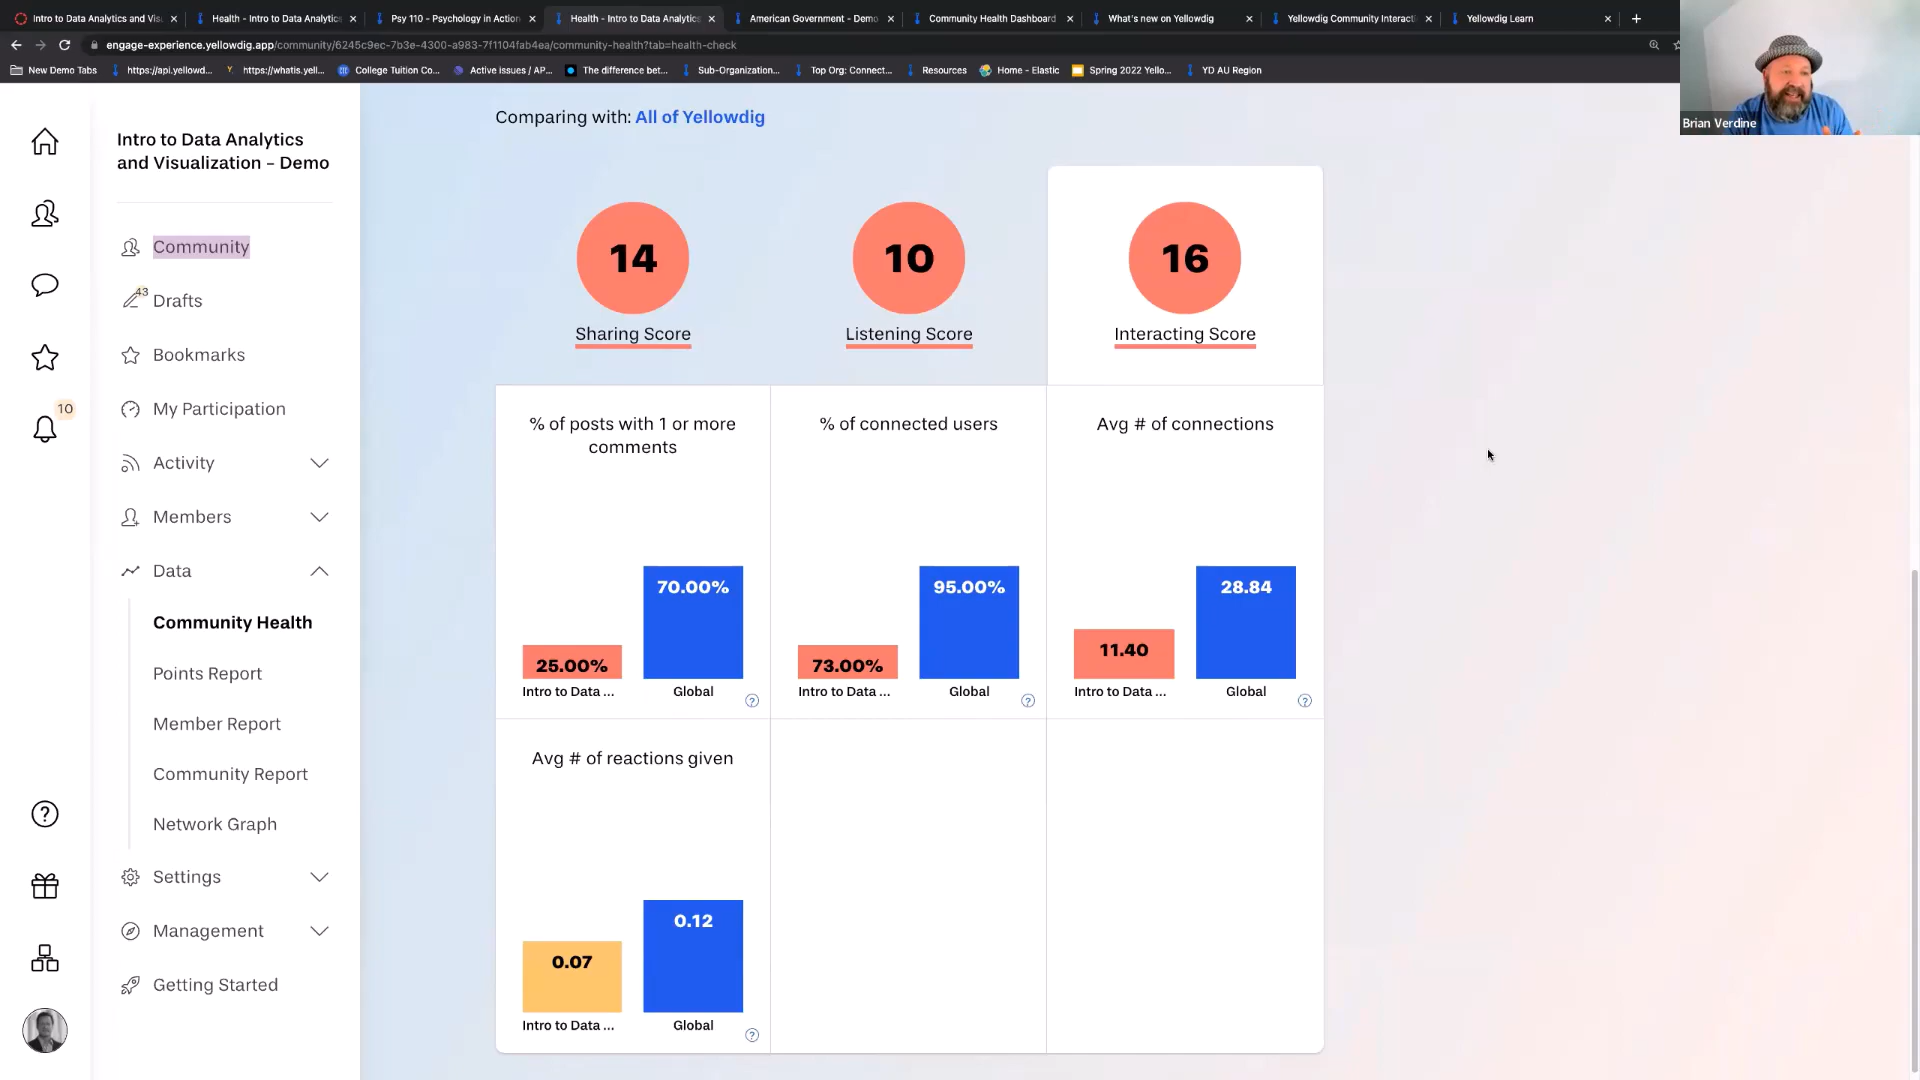 Intro to Data Analytics and Vis
Health - Intro to Data Analytics
Psy 110 - Psychology in Action
Health - Intro to Data Analytics
American Government - Demo
Community Health Dashboard
What's new on Yellowdig
Yellowdig Community Interacti
Yellowdig Learn
engage-experience.yellowdig.app/community/6245c9ec-7b3e-4300-a983-7f1104fab4ea/community-health?tab=health-check
New Demo Tabs
https://api.yellowd...
https://whatis.yell...
College Tuition Co...
Active issues / AP...
The difference bet...
Sub-Organization...
Top Org: Connect...
Resources
Home - Elastic
Spring 2022 Yello...
YD AU Region
Brian Verdine
Intro to Data Analytics
and Visualization - Demo
Community
43
Drafts
Bookmarks
My Participation
10
Activity
Members
Data
Community Health
Points Report
Member Report
Community Report
Network Graph
Settings
Management
Getting Started
Comparing with: All of Yellowdig
14
Sharing Score
10
Listening Score
16
Interacting Score
% of posts with 1 or more
comments
25.00%
70.00%
Intro to Data ...
Global
% of connected users
73.00%
95.00%
Intro to Data ...
Global
Avg # of connections
11.40
28.84
Intro to Data ...
Global
Avg # of reactions given
0.07
0.12
Intro to Data ...
Global